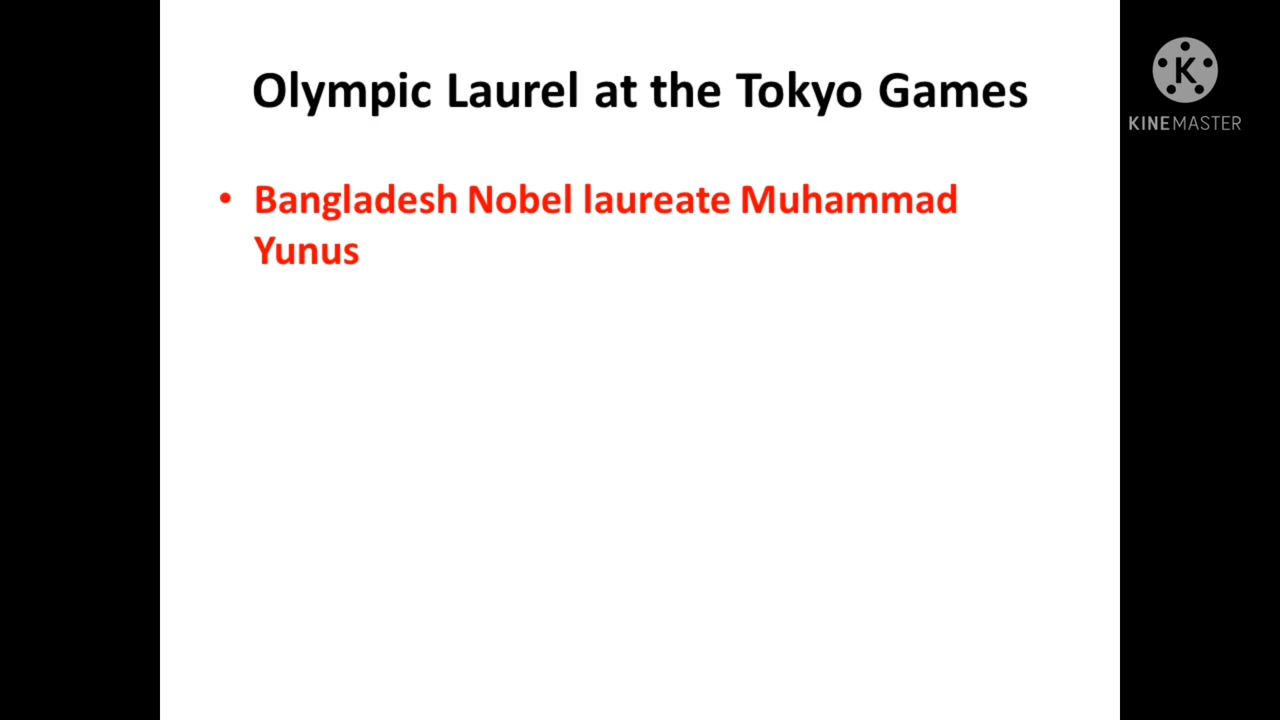 Olympic Laurel at the Tokyo Games
• Bangladesh Nobel laureate Muhammad
Yunus
K
KINEMASTER